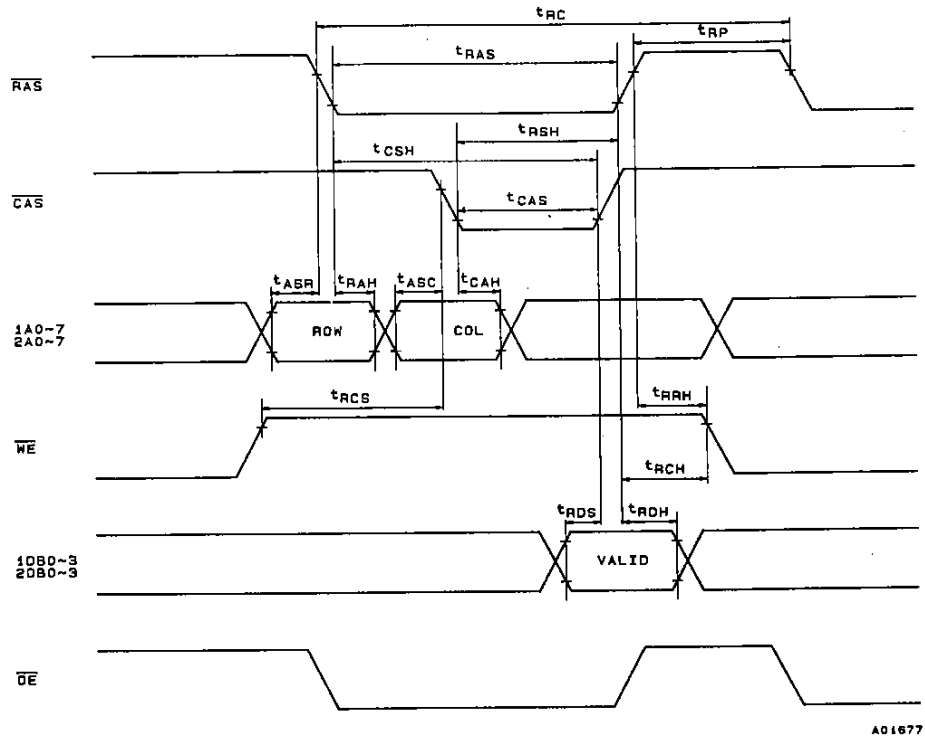 tRC
tRP
tRAS
RAS
tRSH
tCSH
CAS
tCAS
tASR
tRAH
tASC
tCAH
1A0~7
2A0~7
ROW
COL
tRCS
tRRH
WE
tRCH
tRDS
tRDH
1DB0~3
2DB0~3
VALID
OE
A01677